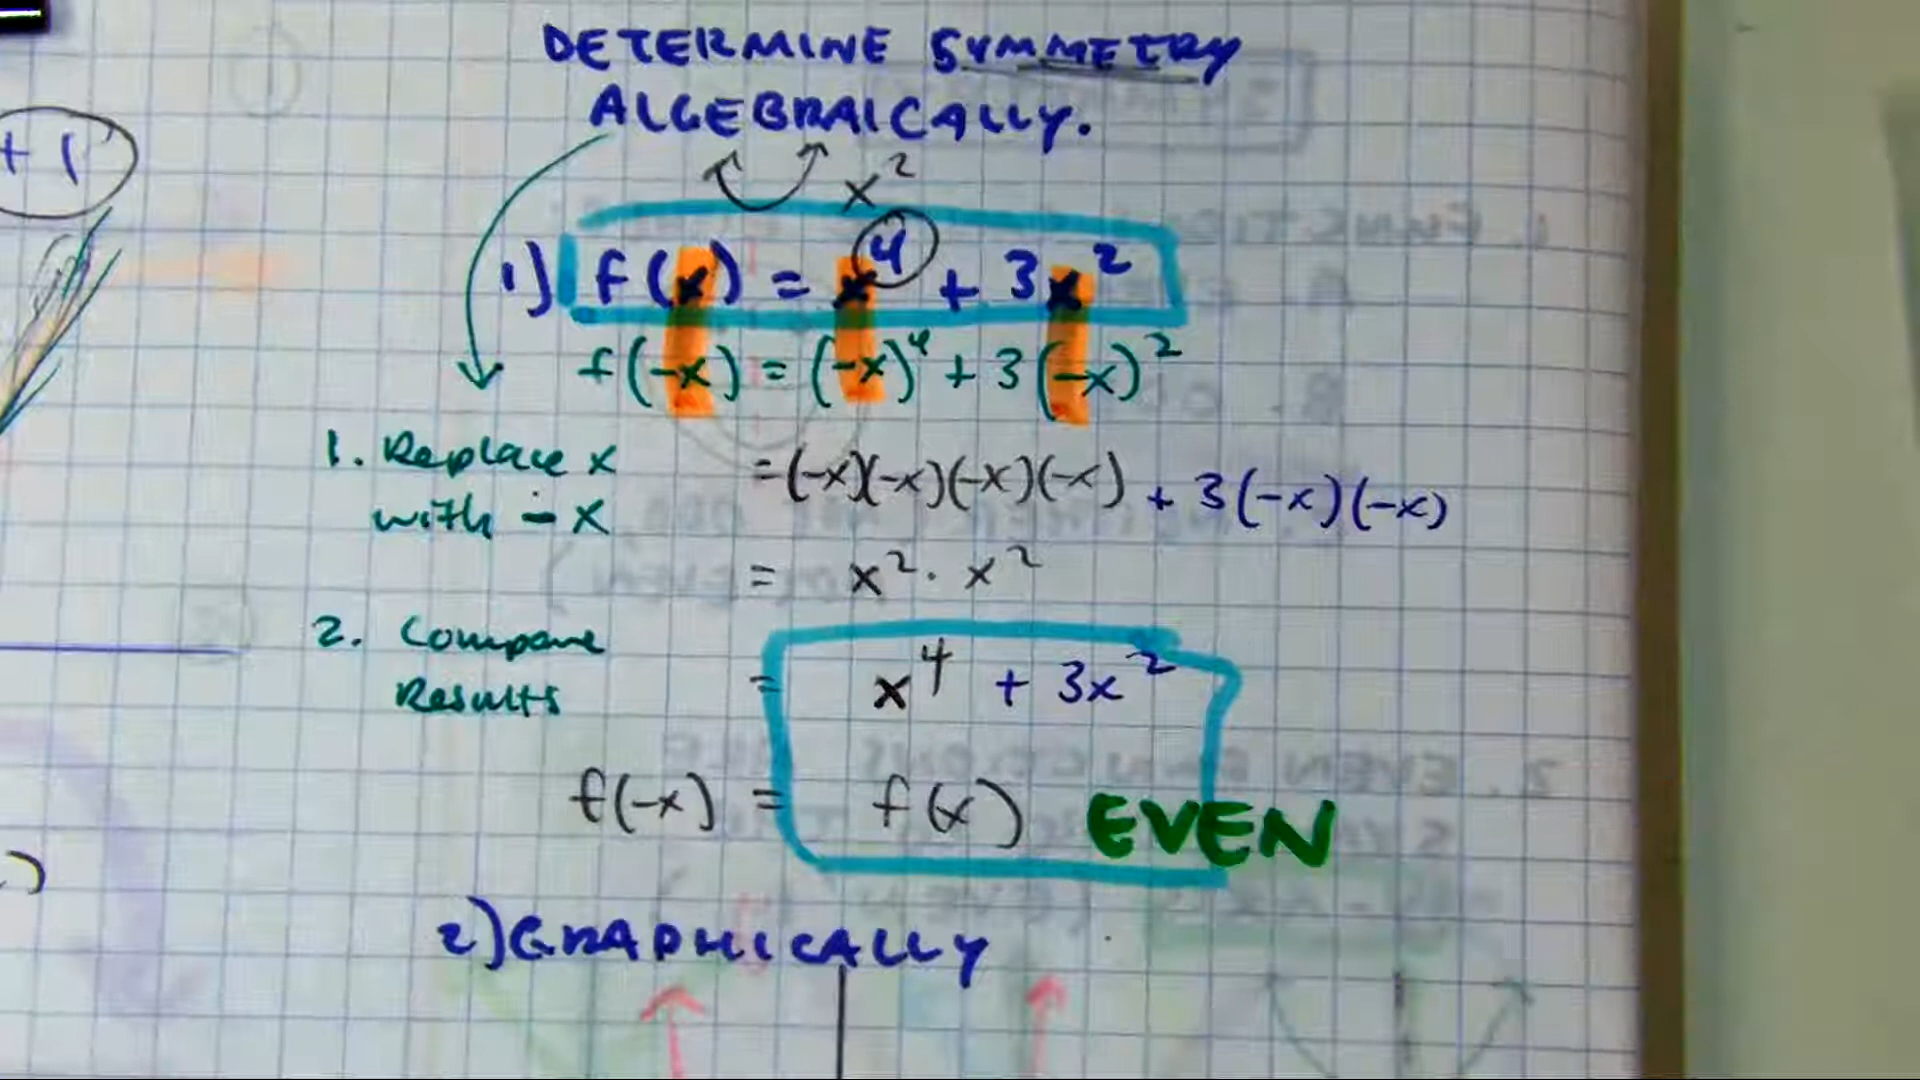 DETERMINE SYMMETRY
ALGEBRAICALLY.
+ 1
x²
1) f(x) = x⁴ + 3x²
f(-x) = (-x)⁴ + 3(-x)²
1. Replace x
with -x
= (-x)(-x)(-x)(-x) + 3(-x)(-x)
= x² · x²
2. Compare
Results
= x⁴ + 3x²
f(-x) = f(x) EVEN
2) GRAPHICALLY